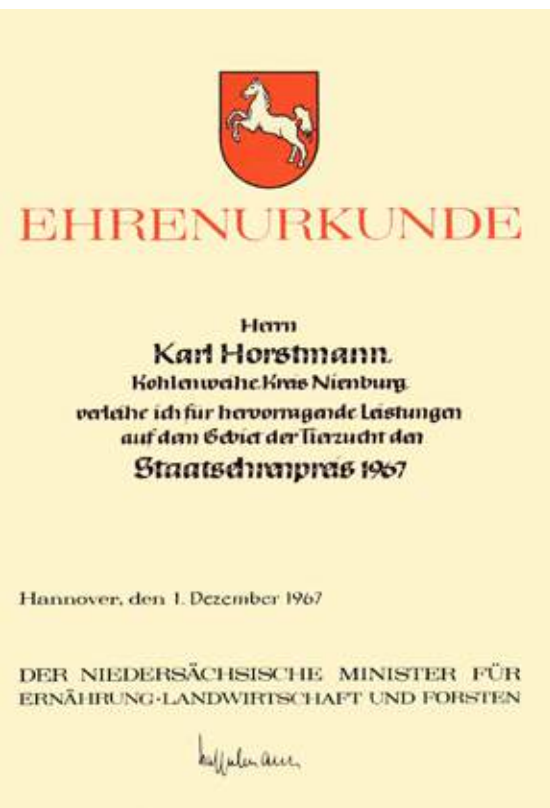 EHRENURKUNDE
Herrn
Karl Horstmann,
Kohlenweihe, Kreis Nienburg,
verleihe ich für hervorragende Leistungen
auf dem Gebiet der Tierzucht den
Staatsehrenpreis 1967
Hannover, den 1. Dezember 1967
DER NIEDERSÄCHSISCHE MINISTER FÜR
ERNÄHRUNG·LANDWIRTSCHAFT UND FORSTEN